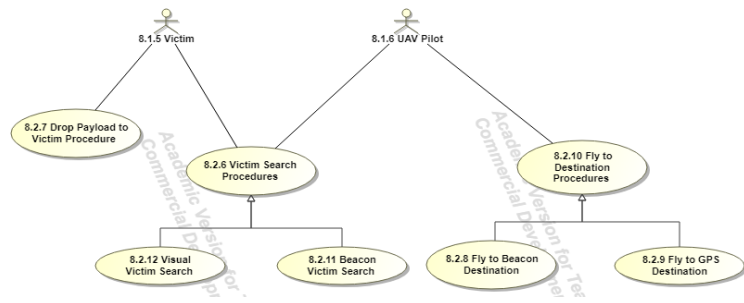 8.1.5 Victim
8.1.6 UAV Pilot
8.2.7 Drop Payload to
Victim Procedure
8.2.6 Victim Search
Procedures
8.2.10 Fly to
Destination
Procedures
8.2.12 Visual
Victim Search
8.2.11 Beacon
Victim Search
8.2.8 Fly to Beacon
Destination
8.2.9 Fly to GPS
Destination
Academic Version for Tea
Commercial Developm
Academic Version for Tea
Commercial Developme